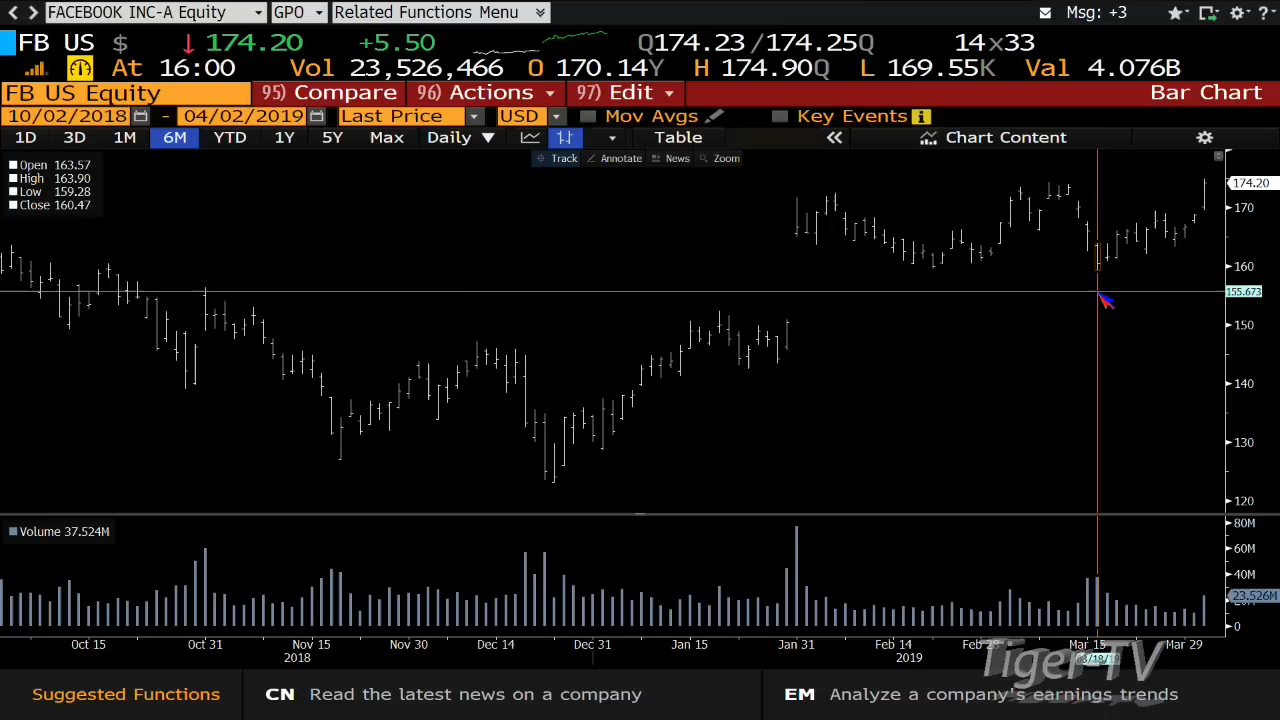 FACEBOOK INC-A Equity GPO Related Functions Menu Msg: +3 ?
FB US $ ↓ 174.20 +5.50 Q174.23/174.25Q 14x33
At 16:00 Vol 23,526,466 O 170.14Y H 174.90Q L 169.55K Val 4.076B
FB US Equity 95) Compare 96) Actions 97) Edit Bar Chart
10/02/2018 - 04/02/2019 Last Price USD Mov Avgs Key Events i
1D 3D 1M 6M YTD 1Y 5Y Max Daily ▼ Table « Chart Content
Track Annotate News Zoom
Open 163.57
High 163.90
Low 159.28
Close 160.47
174.20
170
160
155.673
150
140
130
120
Volume 37.524M
80M
60M
40M
23.526M
0
Oct 15 Oct 31 Nov 15 Nov 30 Dec 14 Dec 31 Jan 15 Jan 31 Feb 14 Feb 28 Mar 15 Mar 29
2018 2019 03/18/19
Tiger-TV
Suggested Functions CN Read the latest news on a company EM Analyze a company's earnings trends